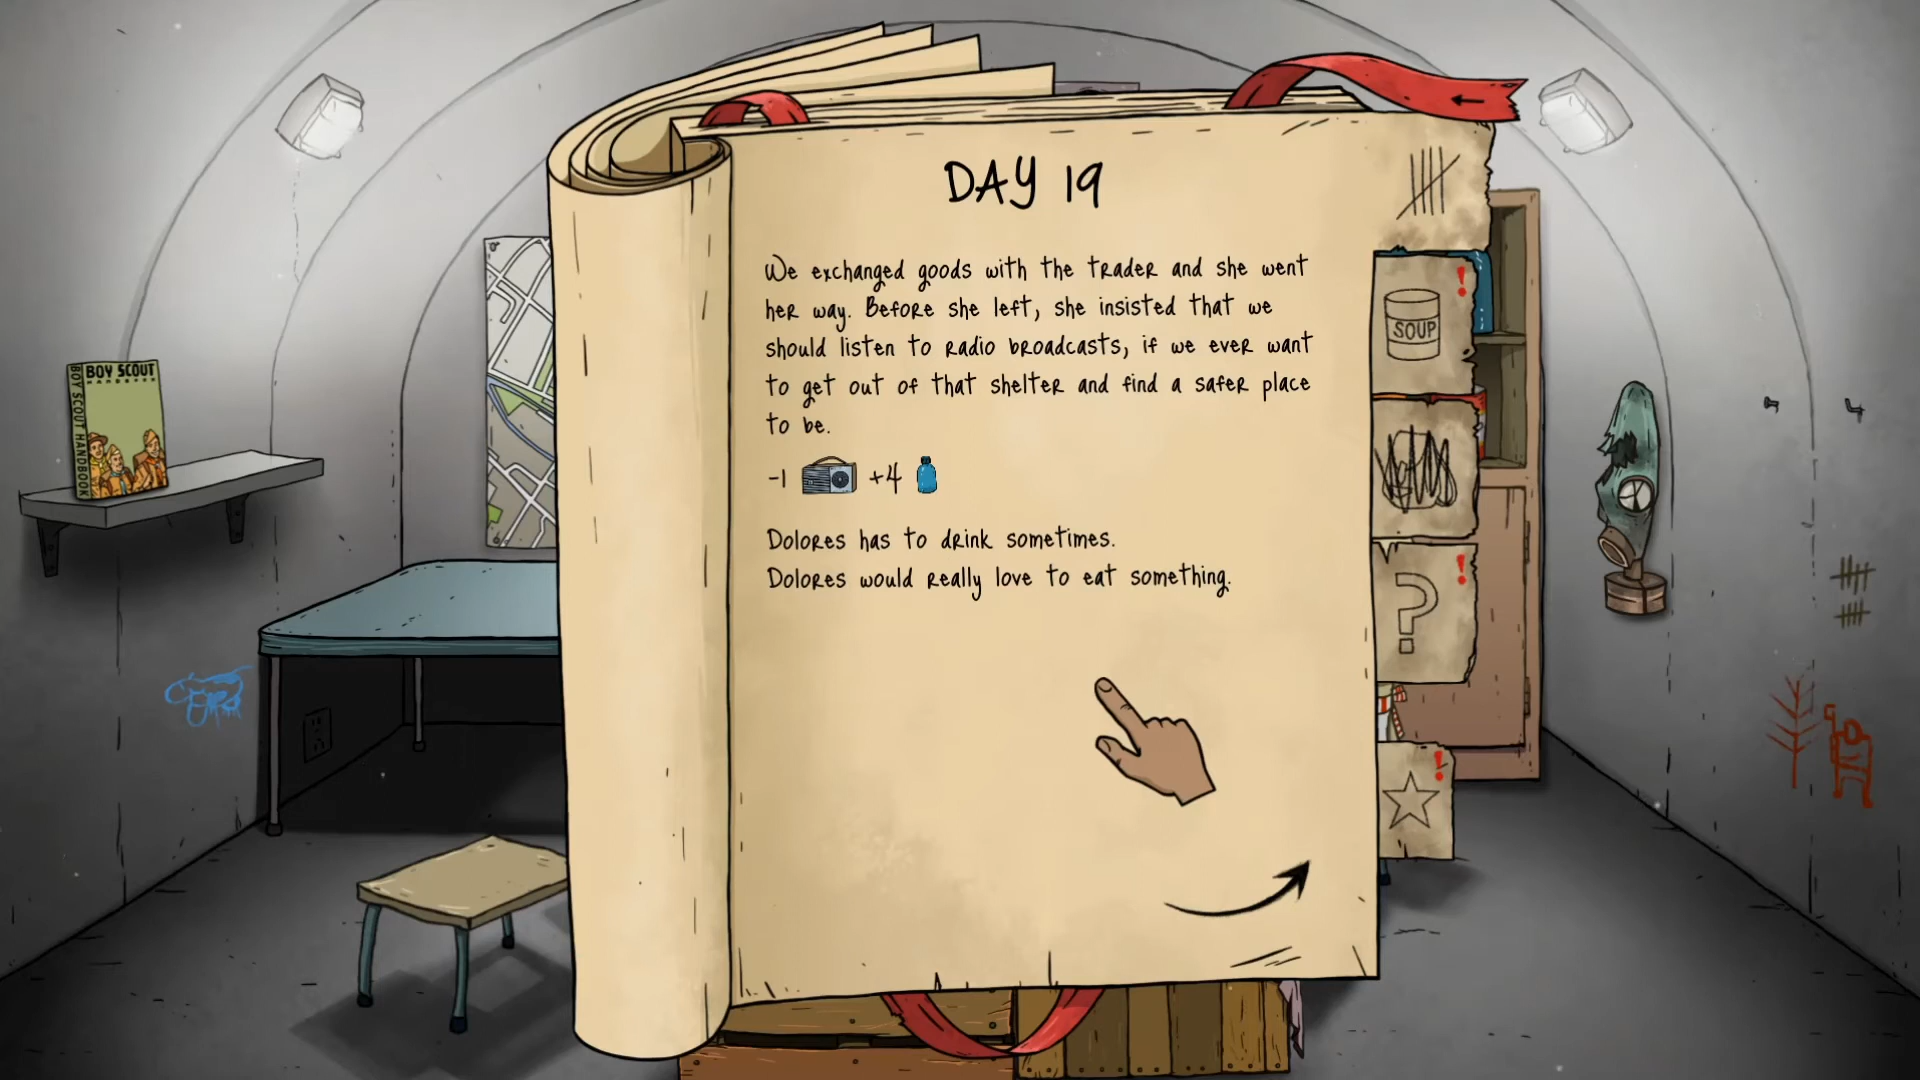 DAY 19
We exchanged goods with the trader and she went
her way. Before she left, she insisted that we
should listen to radio broadcasts, if we ever want
to get out of that shelter and find a safer place
to be.
-1 +4
Dolores has to drink sometimes.
Dolores would really love to eat something.
!
SOUP
!
?
!
BOY SCOUT
HANDBOOK
BOY SCOUT HANDBOOK